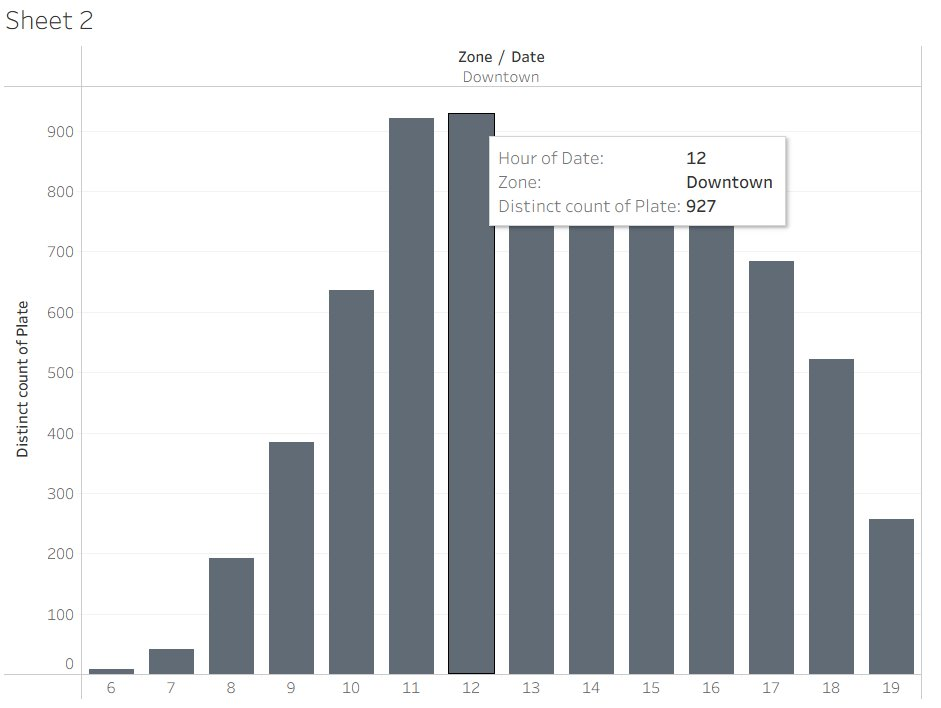 Sheet 2
Zone / Date
Downtown
Distinct count of Plate
900
800
700
600
500
400
300
200
100
0
Hour of Date: 12
Zone: Downtown
Distinct count of Plate: 927
6 7 8 9 10 11 12 13 14 15 16 17 18 19